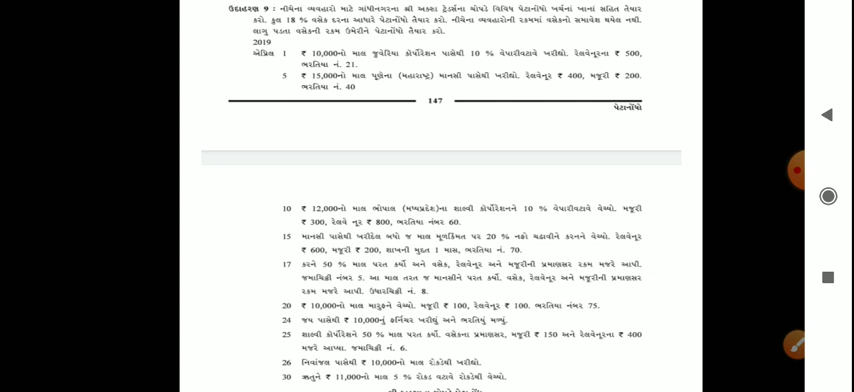 ઉદાહરણ 9 : નીચેના વ્યવહારો માટે ગાંધીનગરના શ્રી અક્સા ટ્રેડર્સના ચોપડે વિવિધ પેટાનોંધો ખર્ચનાં ખાનાં સહિત તૈયાર
કરો. કુલ 18 % વસેક દરના આધારે પેટાનોંધો તૈયાર કરો. નીચેના વ્યવહારોની રકમમાં વસેકનો સમાવેશ થયેલ નથી.
લાગુ પડતા વસેકની રકમ ઉમેરીને પેટાનોંધો તૈયાર કરો.
2019
એપ્રિલ 1 ₹ 10,000નો માલ જુવેરિયા કૉર્પોરેશન પાસેથી 10 % વેપારીવટાવે ખરીદ્યો. રેલવેનૂરના ₹ 500,
ભરતિયા નં. 21.
5 ₹ 15,000નો માલ પૂણેના (મહારાષ્ટ્ર) માનસી પાસેથી ખરીદ્યો. રેલવેનૂર ₹ 400, મજૂરી ₹ 200.
ભરતિયા નં. 40
147
પેટાનોંધો
10 ₹ 12,000નો માલ ભોપાલ (મધ્યપ્રદેશ)ના શાલ્વી કૉર્પોરેશનને 10 % વેપારીવટાવે વેચ્યો. મજૂરી
₹ 300, રેલવે નૂર ₹ 800, ભરતિયા નંબર 60.
15 માનસી પાસેથી ખરીદેલ બધો જ માલ મૂળકિંમત પર 20 % નફો ચઢાવીને કરનને વેચ્યો. રેલવેનૂર
₹ 600, મજૂરી ₹ 200, શાખની મુદત 1 માસ, ભરતિયા નં. 70.
17 કરને 50 % માલ પરત કર્યો અને વસેક, રેલવેનૂર અને મજૂરીની પ્રમાણસર રકમ મજરે આપી.
જમાચિઠ્ઠી નંબર 5. આ માલ તરત જ માનસીને પરત કર્યો. વસેક, રેલવેનૂર અને મજૂરીની પ્રમાણસર
રકમ મજરે આપી. ઉધારચિઠ્ઠી નં. 8.
20 ₹ 10,000નો માલ મારુફને વેચ્યો. મજૂરી ₹ 100, રેલવેનૂર ₹ 100. ભરતિયા નંબર 75.
24 જય પાસેથી ₹ 10,000નું ફર્નિચર ખરીદ્યું અને ભરતિયું મળ્યું.
25 શાલ્વી કૉર્પોરેશને 50 % માલ પરત કર્યો. વસેકના પ્રમાણસર, મજૂરી ₹ 150 અને રેલવેનૂરના ₹ 400
મજરે આપ્યા. જમાચિઠ્ઠી નં. 6.
26 નિવાંજલ પાસેથી ₹ 10,000નો માલ રોકડેથી ખરીદ્યો.
30 ઋતુને ₹ 11,000નો માલ 5 % રોકડ વટાવે રોકડેથી વેચ્યો.